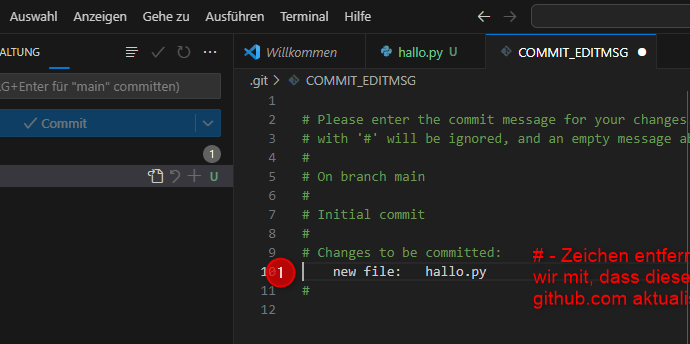 Auswahl Anzeigen Gehe zu Ausführen Terminal Hilfe
ALTUNG
Willkommen
hallo.py U
COMMIT_EDITMSG
.git > COMMIT_EDITMSG
G+Enter für "main" committen)
Commit
1
U
1
2 # Please enter the commit message for your changes.
3 # with '#' will be ignored, and an empty message
4 #
5 # On branch main
6 #
7 # Initial commit
8 #
9 # Changes to be committed:
10 new file: hallo.py
11 #
12
1
# - Zeichen
wir mit, dass diese
github.com